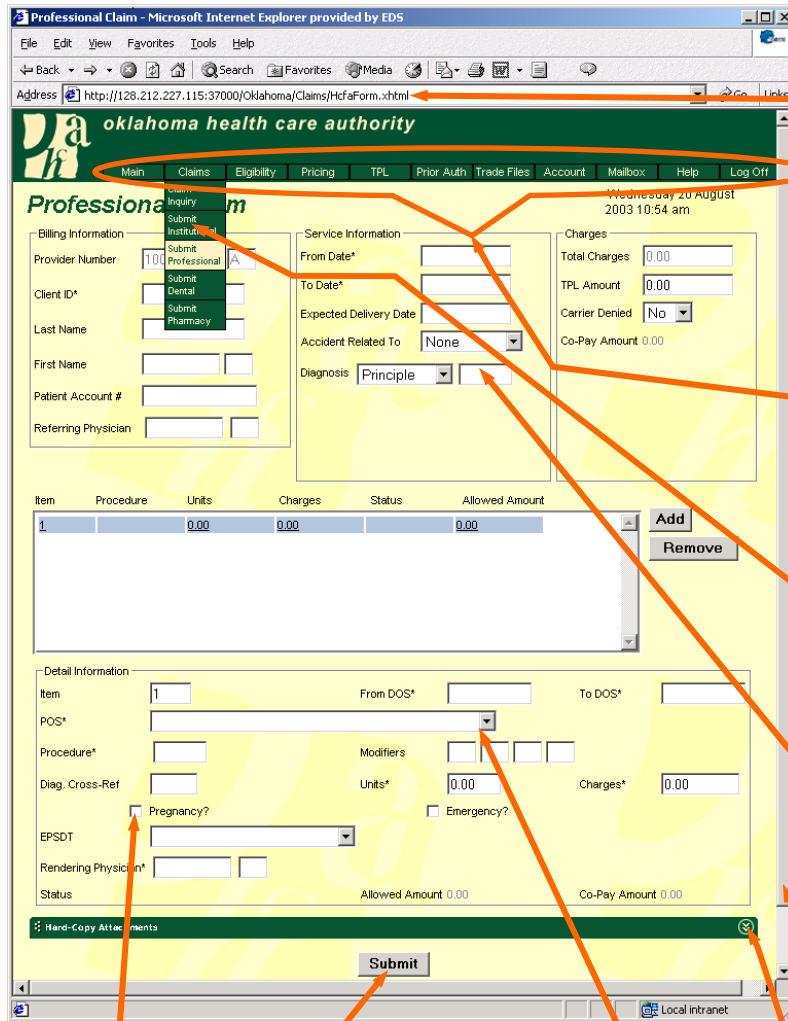 Professional Claim - Microsoft Internet Explorer provided by EDS
File Edit View Favorites Tools Help
Back Search Favorites Media
Address http://128.212.227.115:37000/Oklahoma/Claims/HcfaForm.xhtml Go Links
oklahoma health care authority
Main Claims Eligibility Pricing TPL Prior Auth Trade Files Account Mailbox Help Log Off
Claim
Inquiry
Submit
Institutional
Submit
Professional
Submit
Dental
Submit
Pharmacy
Wednesday 20 August
2003 10:54 am
Billing Information
Provider Number 100 A
Client ID*
Last Name
First Name
Patient Account #
Referring Physician
Service Information
From Date*
To Date*
Expected Delivery Date
Accident Related To None
Diagnosis Principle
Charges
Total Charges 0.00
TPL Amount 0.00
Carrier Denied No
Co-Pay Amount 0.00
Item Procedure Units Charges Status Allowed Amount
1 0.00 0.00 0.00
Add
Remove
Detail Information
Item 1 From DOS* To DOS*
POS*
Procedure* Modifiers
Diag. Cross-Ref Units* 0.00 Charges* 0.00
Pregnancy? Emergency?
EPSDT
Rendering Physician*
Status Allowed Amount 0.00 Co-Pay Amount 0.00
Hard-Copy Attachments
Submit
Local intranet